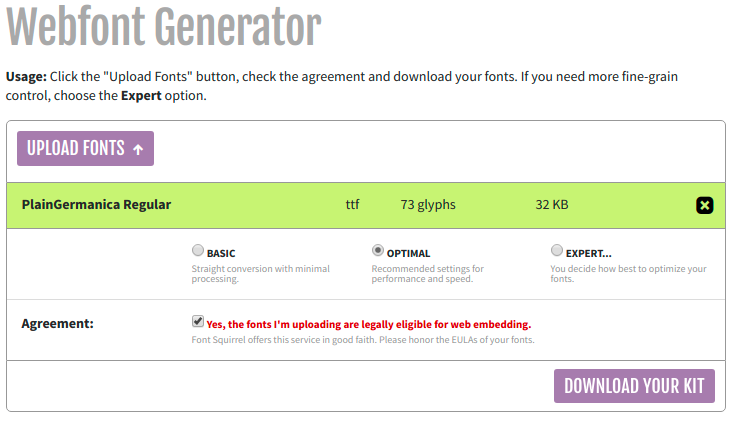 Webfont Generator
Usage: Click the "Upload Fonts" button, check the agreement and download your fonts. If you need more fine-grain
control, choose the Expert option.
UPLOAD FONTS ↑
PlainGermanica Regular ttf 73 glyphs 32 KB
BASIC OPTIMAL EXPERT...
Straight conversion with minimal Recommended settings for You decide how best to optimize your
processing. performance and speed. fonts.
Agreement: Yes, the fonts I'm uploading are legally eligible for web embedding.
Font Squirrel offers this service in good faith. Please honor the EULAs of your fonts.
DOWNLOAD YOUR KIT